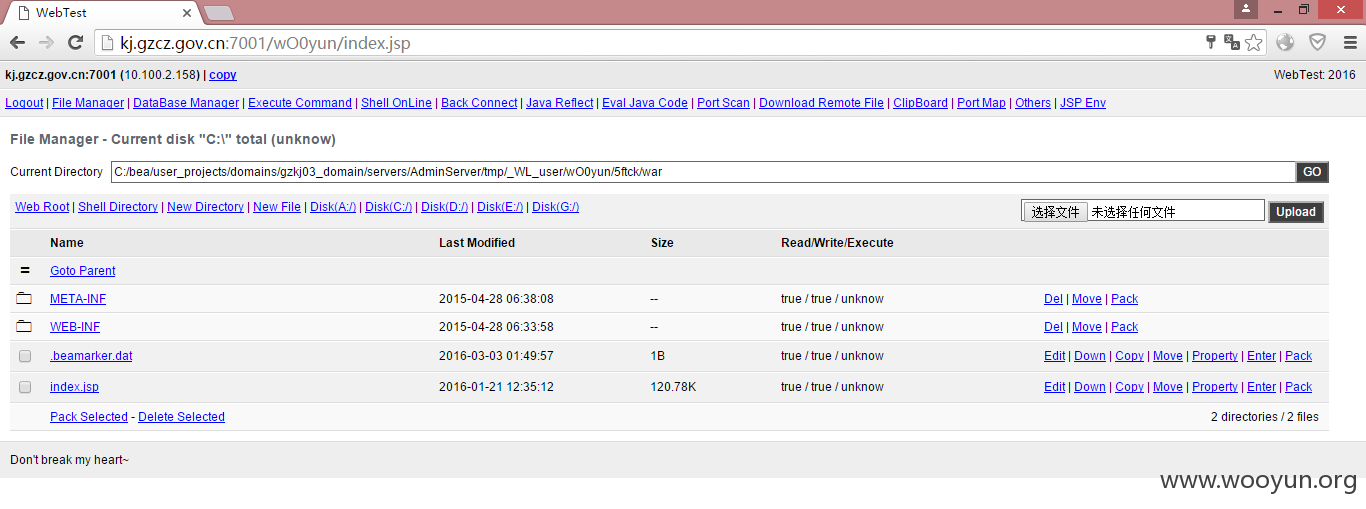 WebTest
kj.gzcz.gov.cn:7001/wO0yun/index.jsp
kj.gzcz.gov.cn:7001 (10.100.2.158) | copy WebTest: 2016
Logout | File Manager | DataBase Manager | Execute Command | Shell OnLine | Back Connect | Java Reflect | Eval Java Code | Port Scan | Download Remote File | ClipBoard | Port Map | Others | JSP Env
File Manager - Current disk "C:\" total (unknow)
Current Directory C:/bea/user_projects/domains/gzkj03_domain/servers/AdminServer/tmp/_WL_user/wO0yun/5ftck/war GO
Web Root | Shell Directory | New Directory | New File | Disk(A:/) | Disk(C:/) | Disk(D:/) | Disk(E:/) | Disk(G:/) 选择文件 未选择任何文件 Upload
Name Last Modified Size Read/Write/Execute
= Goto Parent
META-INF 2015-04-28 06:38:08 -- true / true / unknow Del | Move | Pack
WEB-INF 2015-04-28 06:33:58 -- true / true / unknow Del | Move | Pack
.beamarker.dat 2016-03-03 01:49:57 1B true / true / unknow Edit | Down | Copy | Move | Property | Enter | Pack
index.jsp 2016-01-21 12:35:12 120.78K true / true / unknow Edit | Down | Copy | Move | Property | Enter | Pack
Pack Selected - Delete Selected 2 directories / 2 files
Don't break my heart~
www.wooyun.org